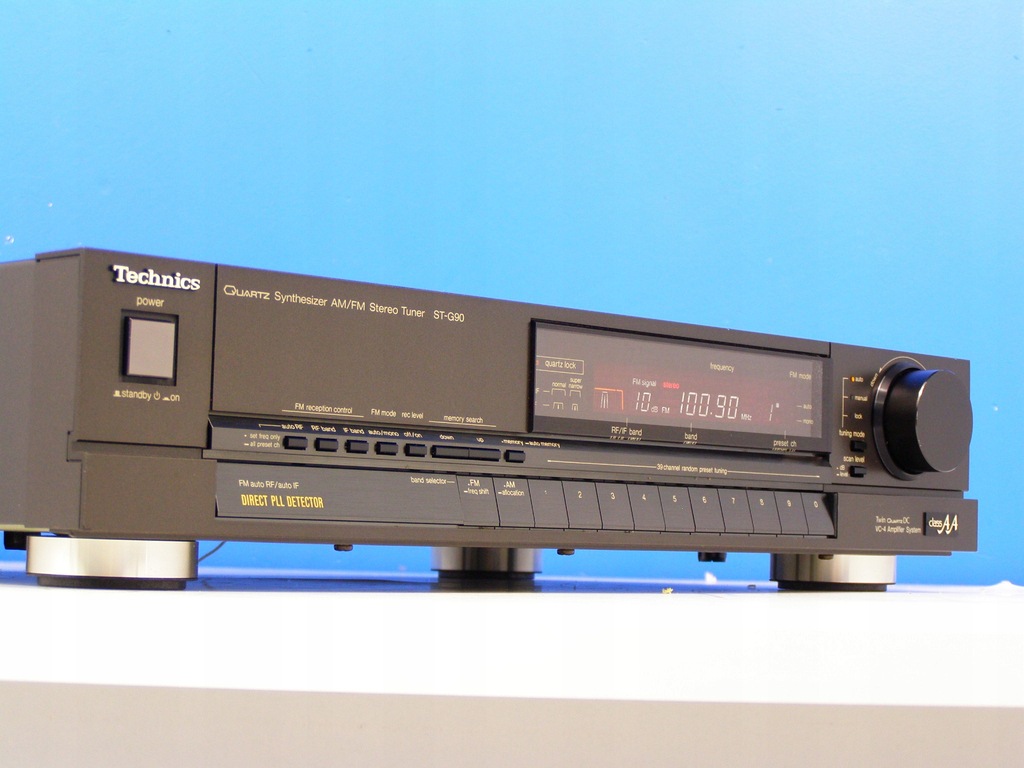 Technics
power
standby on
QUARTZ Synthesizer AM/FM Stereo Tuner ST-G90
FM reception control
FM mode
rec level
memory search
auto RF
RF band
IF band
auto/mono
off/on
down
up
memory
auto memory
set freq only
all preset ch
quartz lock
normal
super narrow
FM signal
stereo
frequency
FM mode
10 dB FM 100.90 MHz 1
auto
mono
RF/IF band
band
preset ch
39 channel random preset tuning
auto
manual
lock
tuning mode
scan level
FM auto RF/auto IF
DIRECT PLL DETECTOR
band selector
FM
freq shift
AM
allocation
1 2 3 4 5 6 7 8 9 0
Twin Quartz DC
VC-4 Amplifier System
class AA